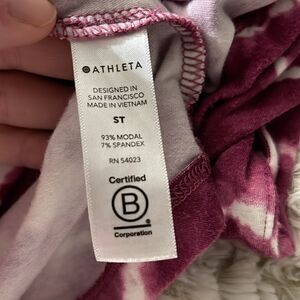 ATHLETA
DESIGNED IN
SAN FRANCISCO
MADE IN VIETNAM
ST
93% MODAL
7% SPANDEX
RN 54023
Certified
B
Corporation